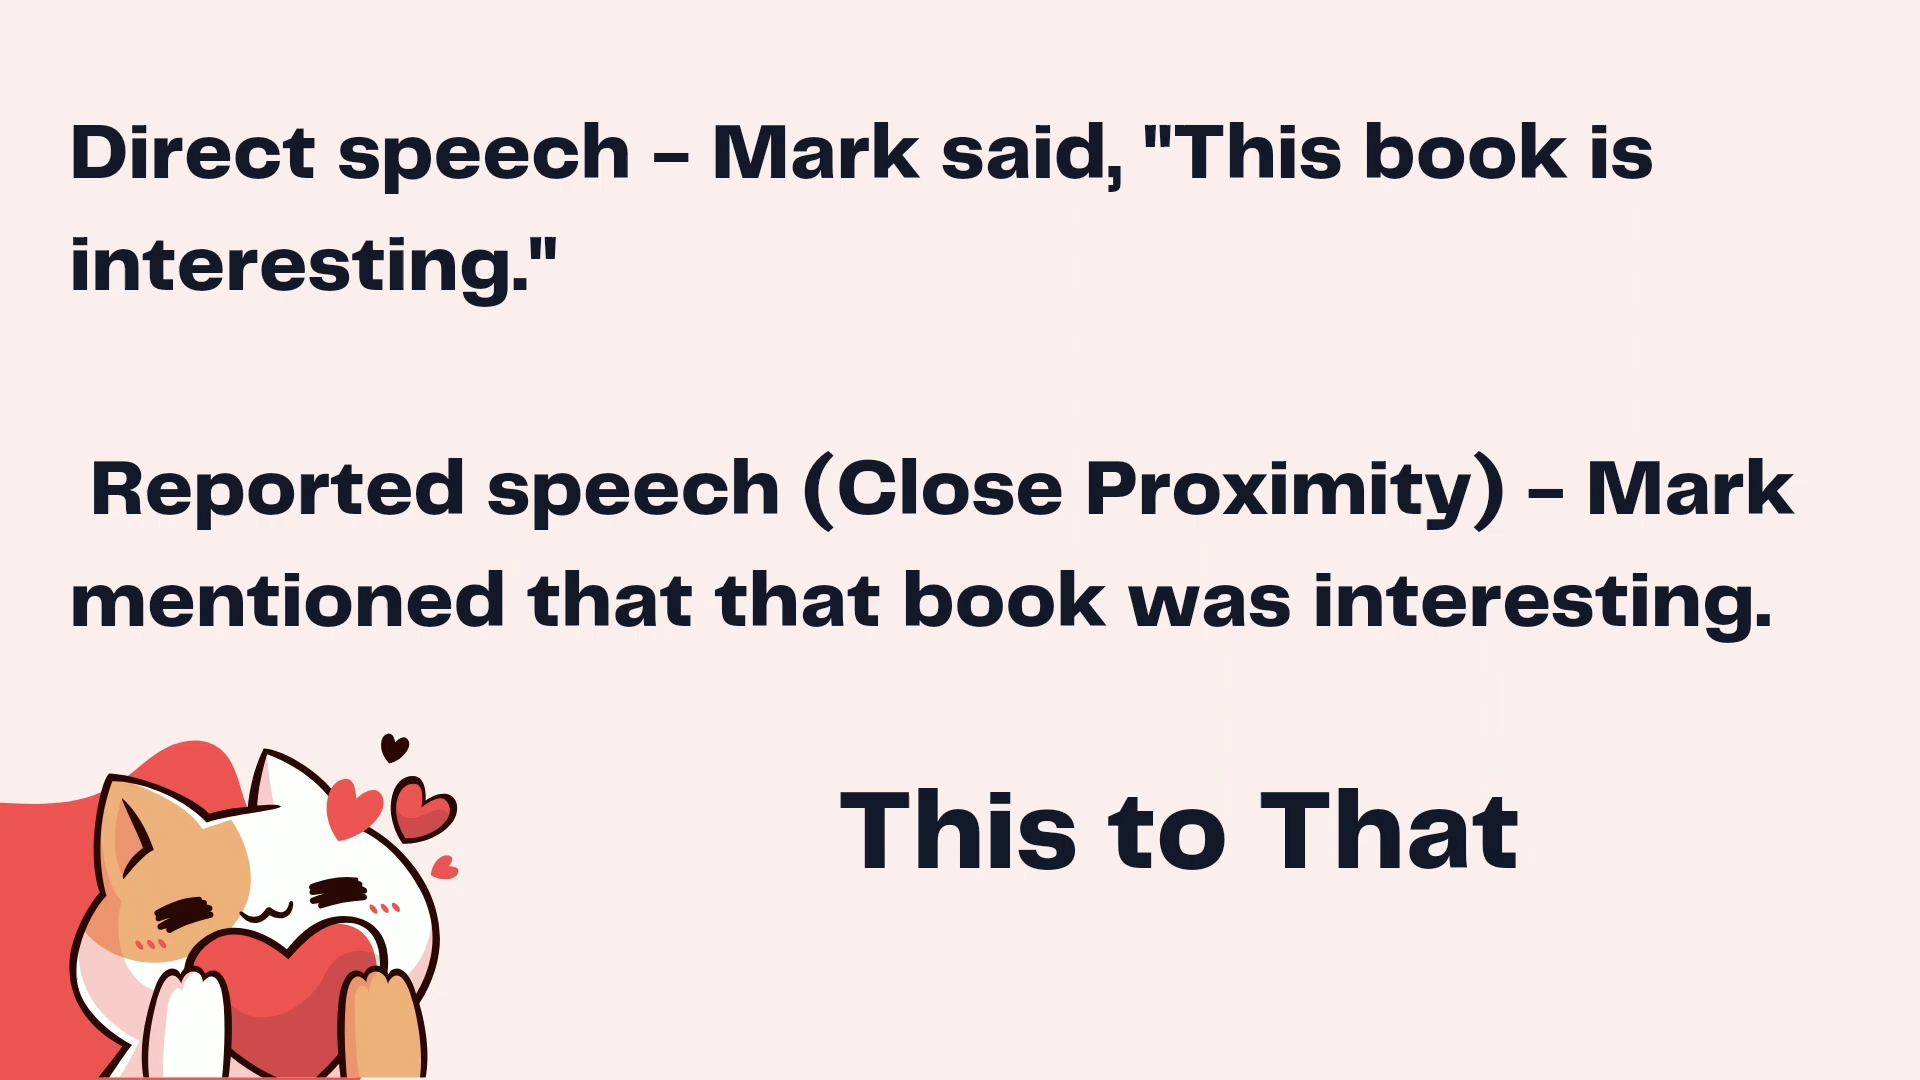 Direct speech – Mark said, "This book is
interesting."
Reported speech (Close Proximity) – Mark
mentioned that that book was interesting.
This to That